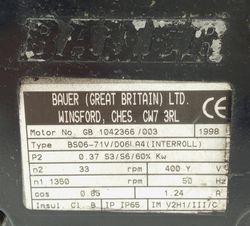 BAUER
BAUER (GREAT BRITAIN) LTD.
WINSFORD, CHES. CW7 3RL
CE
Motor No. GB 1042366 /003 1998
Type BS06-71V/D06LA4(INTERROLL)
P2 0.37 S3/S6/60% Kw
n2 33 rpm 400 Y V
n1 1350 rpm 50 Hz
cos 0.65 1.24 A
Insul. Cl. B IP IP65 IM V2H1/III/C